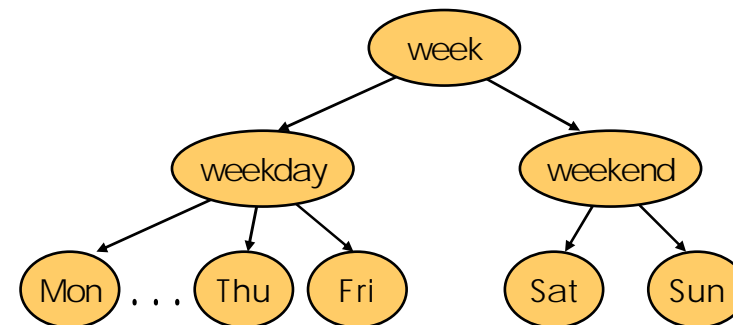 week
weekday weekend
Mon . . . Thu Fri Sat Sun